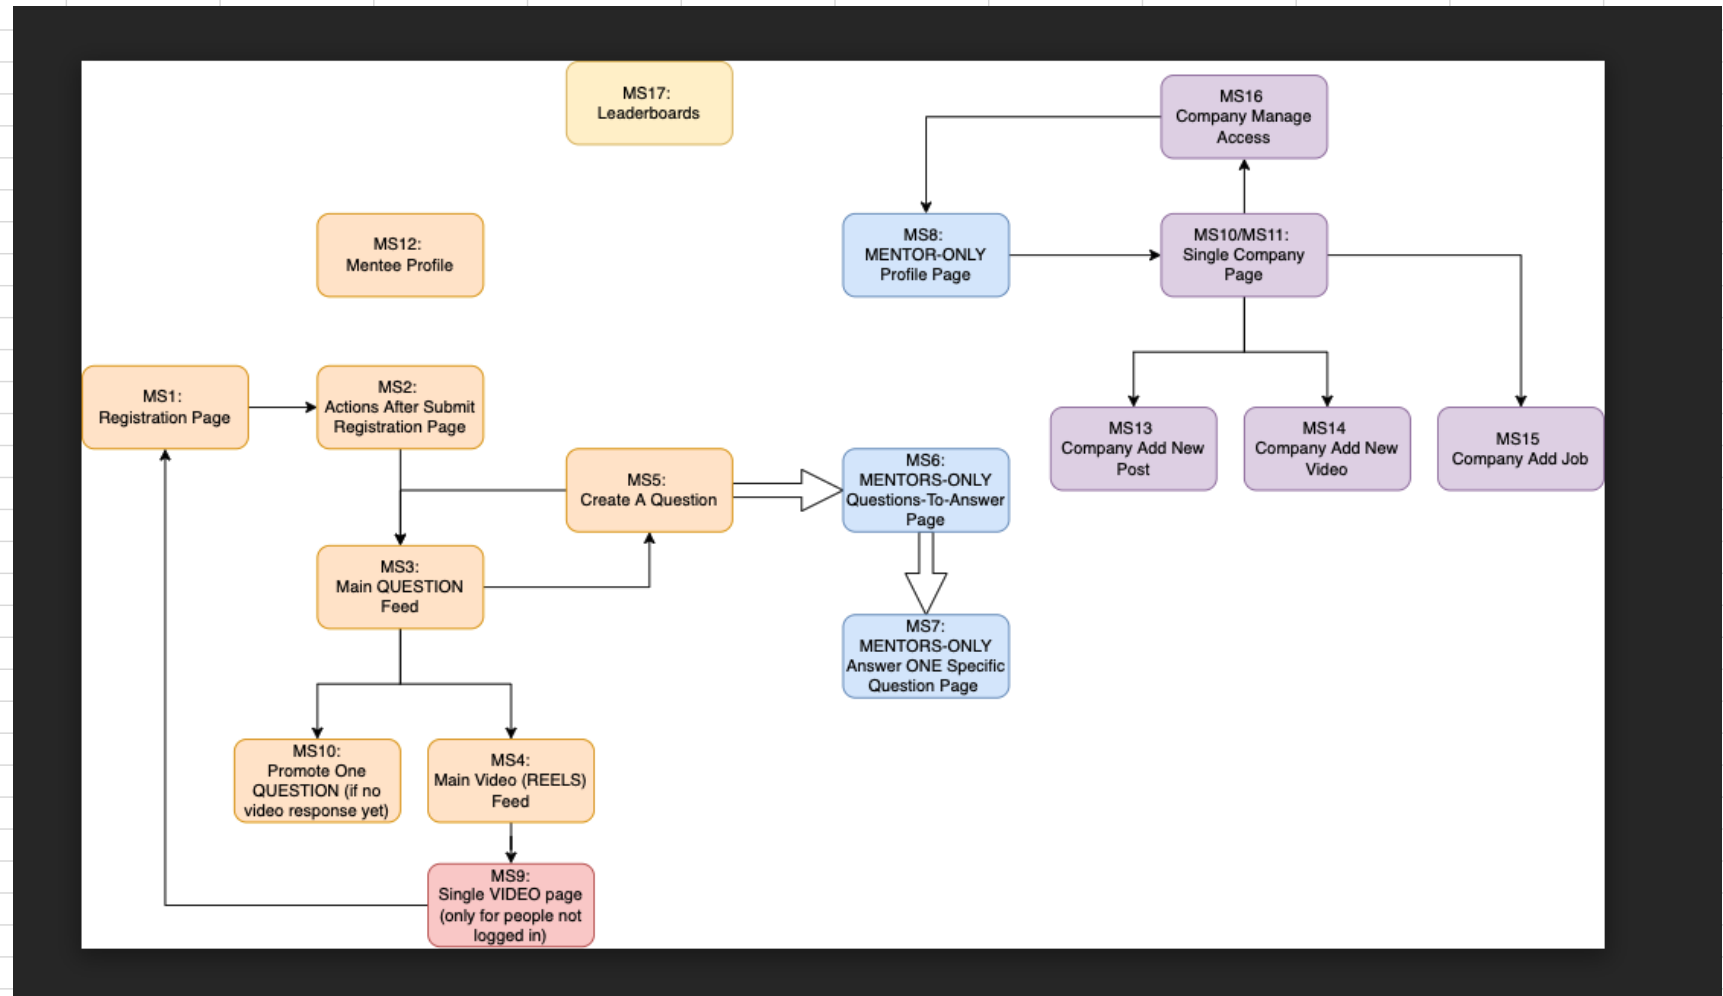 MS17:
Leaderboards
MS16
Company Manage
Access
MS12:
Mentee Profile
MS8:
MENTOR-ONLY
Profile Page
MS10/MS11:
Single Company
Page
MS1:
Registration Page
MS2:
Actions After Submit
Registration Page
MS5:
Create A Question
MS6:
MENTORS-ONLY
Questions-To-Answer
Page
MS13
Company Add New
Post
MS14
Company Add New
Video
MS15
Company Add Job
MS3:
Main QUESTION
Feed
MS7:
MENTORS-ONLY
Answer ONE Specific
Question Page
MS10:
Promote One
QUESTION (if no
video response yet)
MS4:
Main Video (REELS)
Feed
MS9:
Single VIDEO page
(only for people not
logged in)